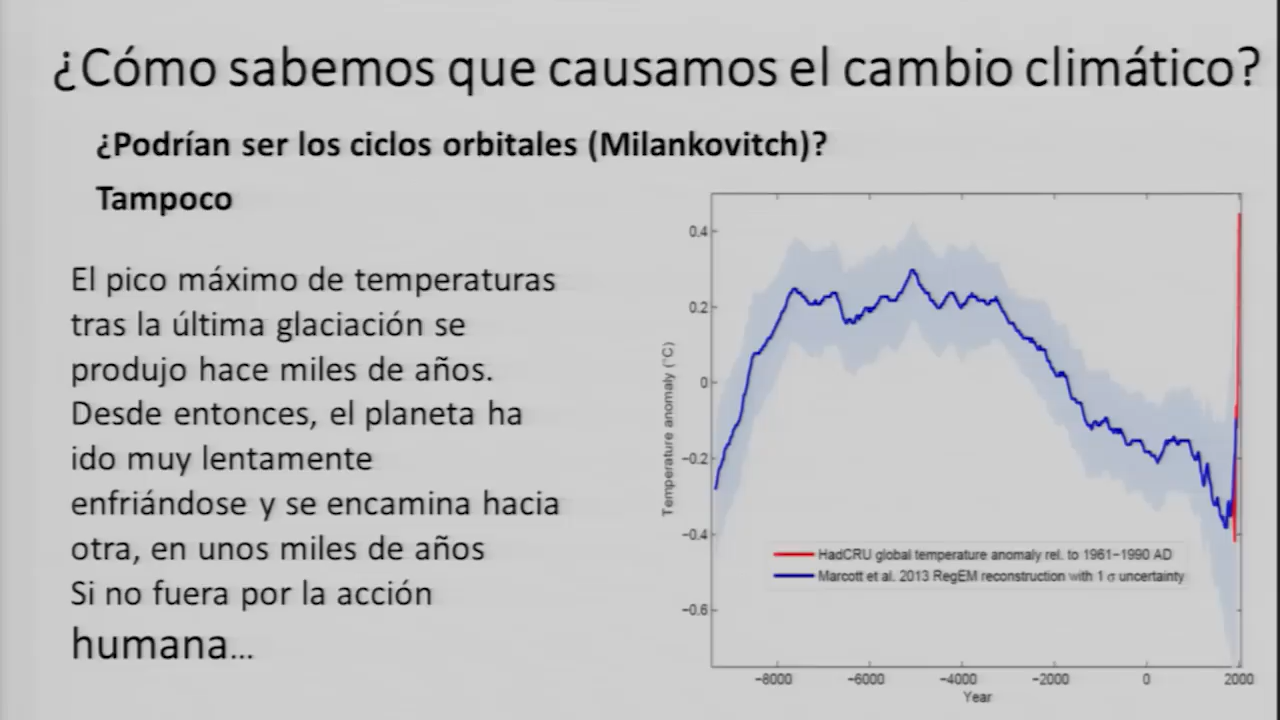 ¿Cómo sabemos que causamos el cambio climático?
¿Podrían ser los ciclos orbitales (Milankovitch)?
Tampoco
El pico máximo de temperaturas
tras la última glaciación se
produjo hace miles de años.
Desde entonces, el planeta ha
ido muy lentamente
enfriándose y se encamina hacia
otra, en unos miles de años
Si no fuera por la acción
humana...
Temperature anomaly (°C)
0.4
0.2
0
−0.2
−0.4
−0.6
HadCRU global temperature anomaly rel. to 1961−1990 AD
Marcott et al. 2013 RegEM reconstruction with 1 σ uncertainty
−8000 −6000 −4000 −2000 0 2000
Year